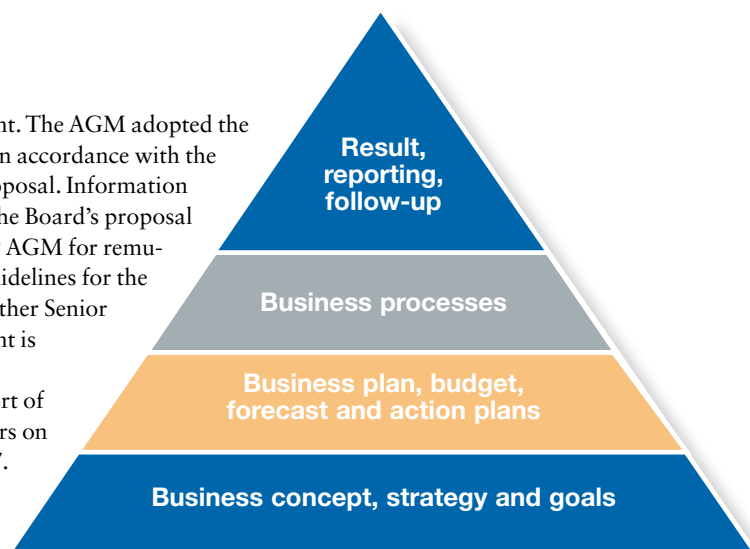 nt. The AGM adopted the
n accordance with the
posal. Information
he Board's proposal
AGM for remu-
idelines for the
ther Senior
nt is
rt of
rs on
Result,
reporting,
follow-up
Business processes
Business plan, budget,
forecast and action plans
Business concept, strategy and goals